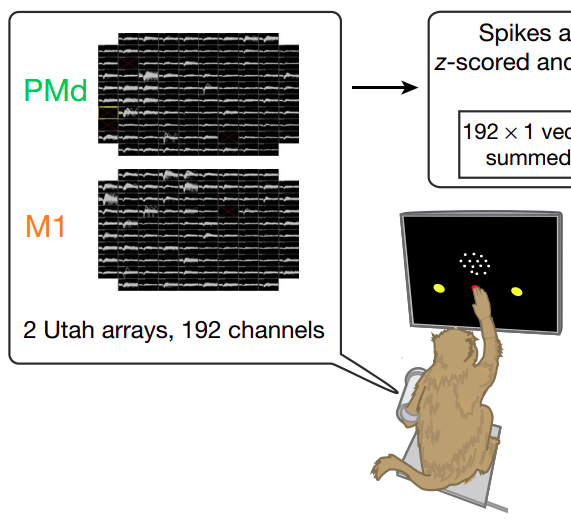 PMd
M1
2 Utah arrays, 192 channels
Spikes a
z-scored and
192 × 1 vec
summed